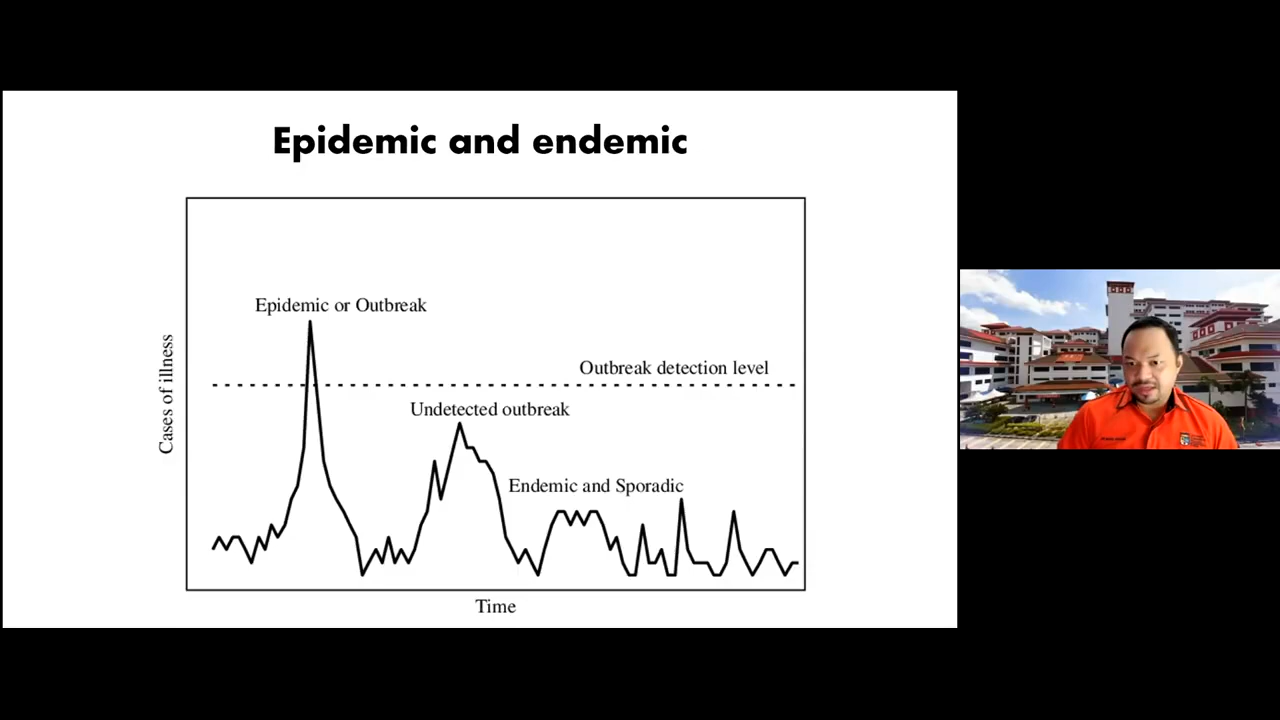 Epidemic and endemic
Epidemic or Outbreak
Outbreak detection level
Undetected outbreak
Endemic and Sporadic
Cases of illness
Time